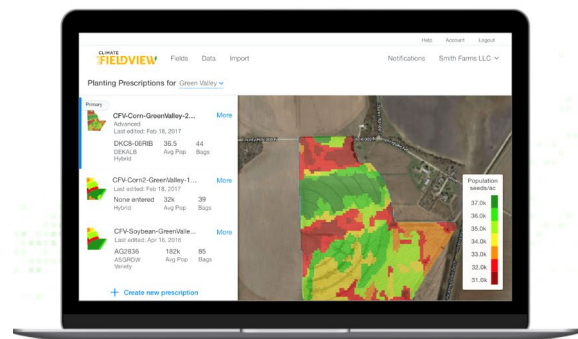 Help Account Logout
CLIMATE
FIELDVIEW Fields Data Import Notifications Smith Farms LLC
Planting Prescriptions for Green Valley
Primary
CFV-Corn-GreenValley-2... More
Advanced
Last edited: Feb 18, 2017
DKC8-06RIB 36.5 44
DEKALB Avg Pop Bags
Hybrid
CFV-Corn2-GreenValley-1... More
Last edited: Feb 18, 2017
None entered 32k 39
Hybrid Avg Pop Bags
CFV-Soybean-GreenValle... More
Last edited: Apr 16, 2016
AG2836 182k 85
ASGROW Avg Pop Bags
Variety
+ Create new prescription
Population
seeds/ac
37.0k
36.0k
35.0k
34.0k
33.0k
32.0k
31.0k